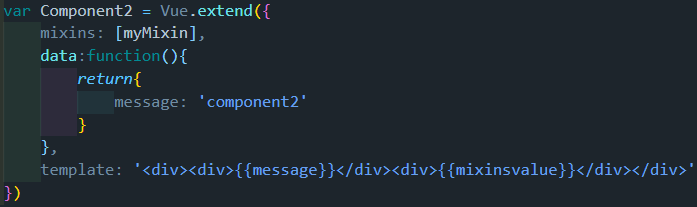 var Component2 = Vue.extend({
    mixins: [myMixin],
    data:function(){
        return{
            message: 'component2'
        }
    },
    template: '<div><div>{{message}}</div><div>{{mixinsvalue}}</div></div>'
})